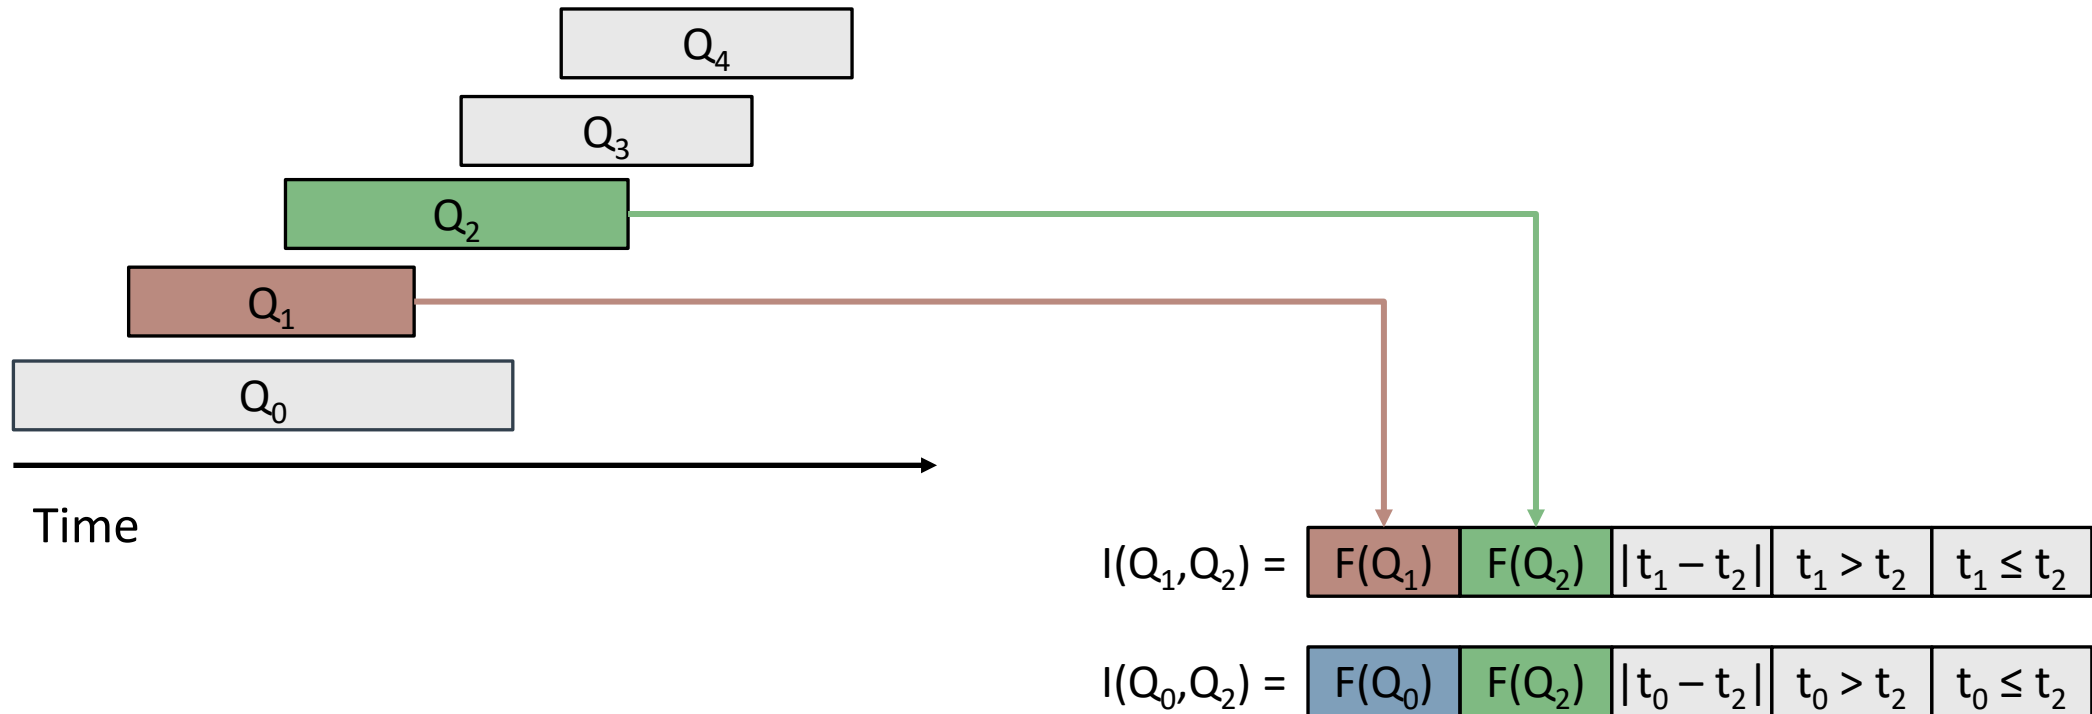 Q₄
Q₃
Q₂
Q₁
Q₀
Time
I(Q₁,Q₂) = F(Q₁) F(Q₂) |t₁ – t₂| t₁ > t₂ t₁ ≤ t₂
I(Q₀,Q₂) = F(Q₀) F(Q₂) |t₀ – t₂| t₀ > t₂ t₀ ≤ t₂